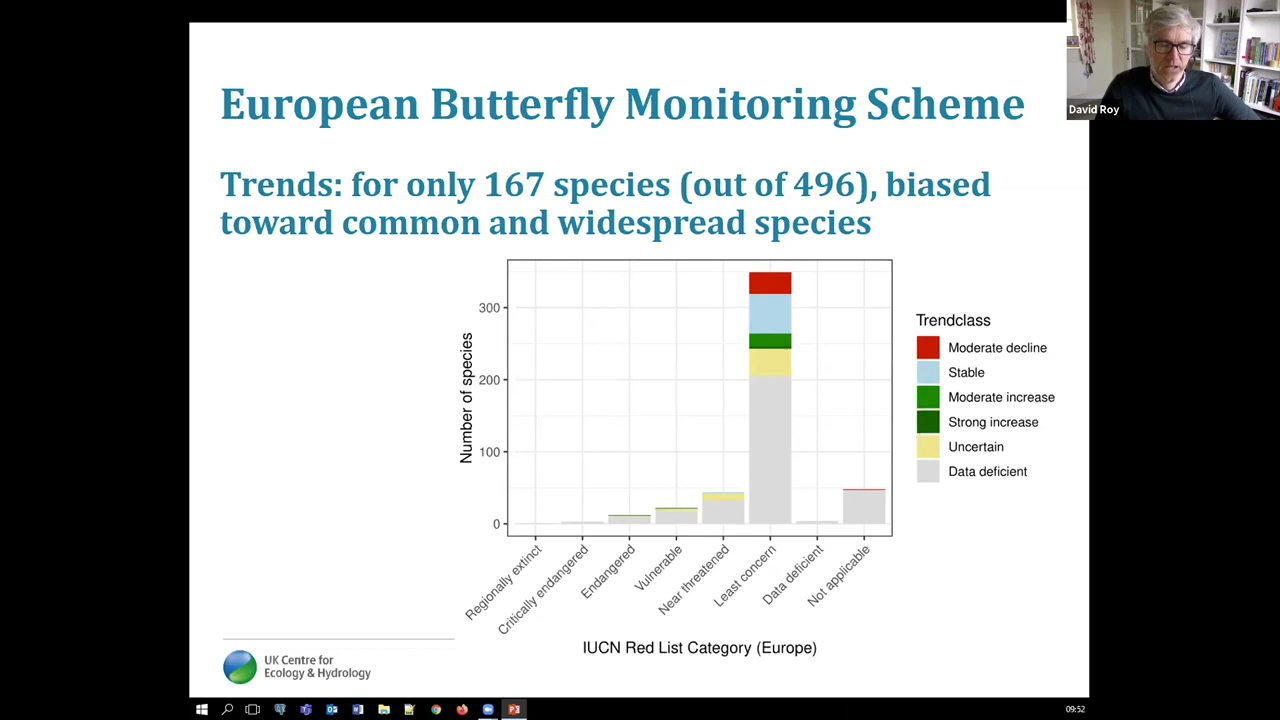 David Roy
European Butterfly Monitoring Scheme
Trends: for only 167 species (out of 496), biased
toward common and widespread species
Number of species
300
200
100
0
Regionally extinct
Critically endangered
Endangered
Vulnerable
Near threatened
Least concern
Data deficient
Not applicable
IUCN Red List Category (Europe)
Trendclass
Moderate decline
Stable
Moderate increase
Strong increase
Uncertain
Data deficient
UK Centre for
Ecology & Hydrology
09:52